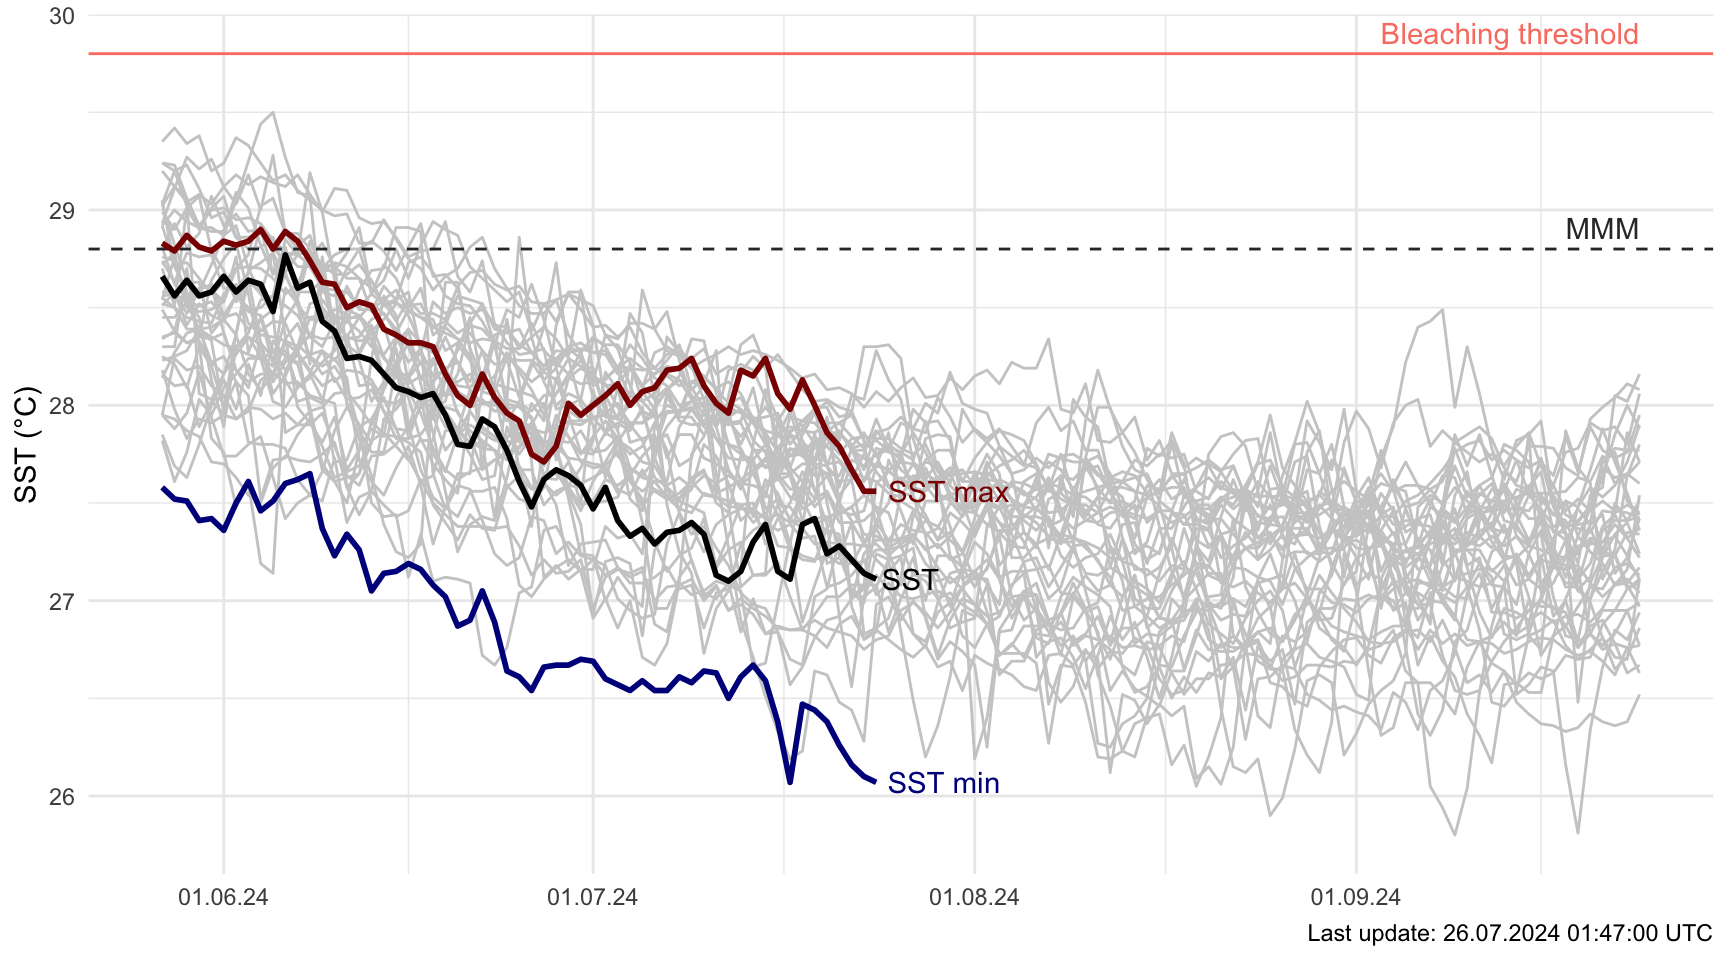 30
Bleaching threshold
29
MMM
28
SST (°C)
SST max
SST
27
SST min
26
01.06.24
01.07.24
01.08.24
01.09.24
Last update: 26.07.2024 01:47:00 UTC